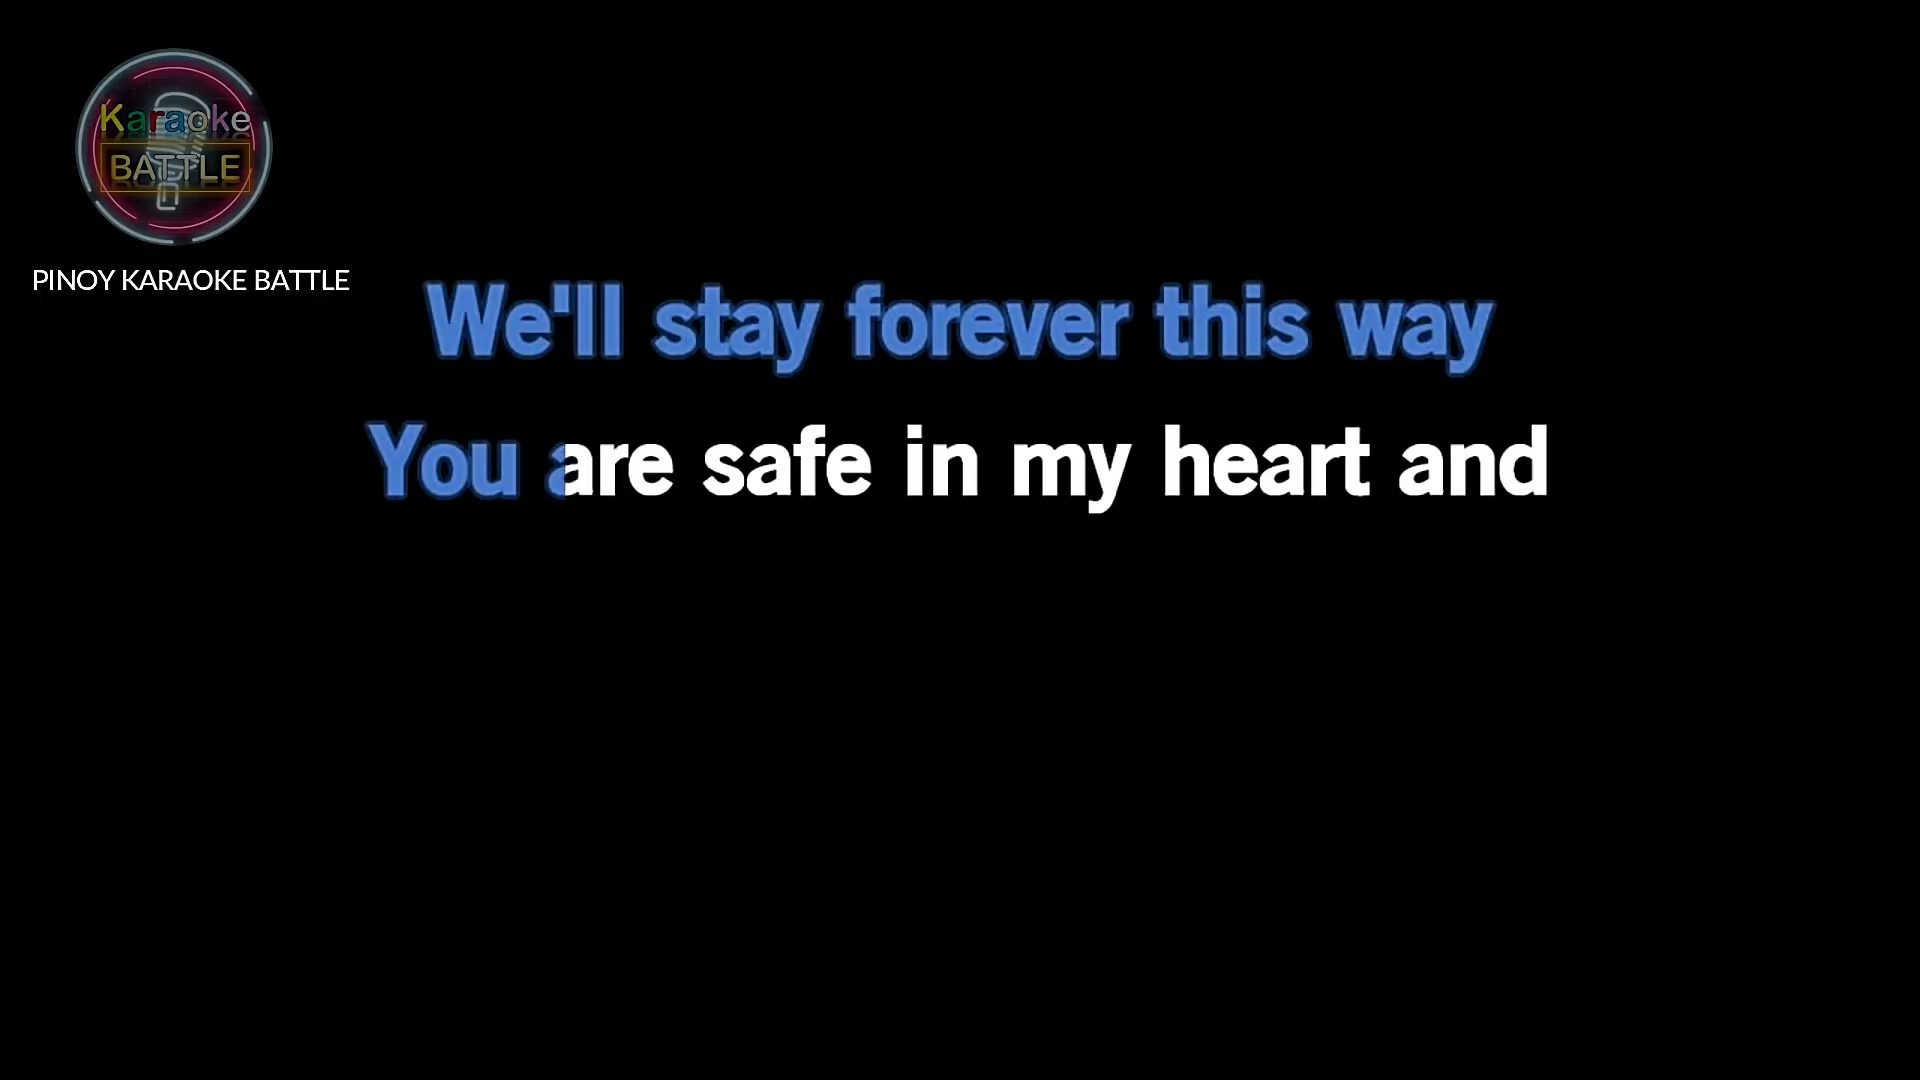 Karaoke
BATTLE
PINOY KARAOKE BATTLE
We'll stay forever this way
You are safe in my heart and